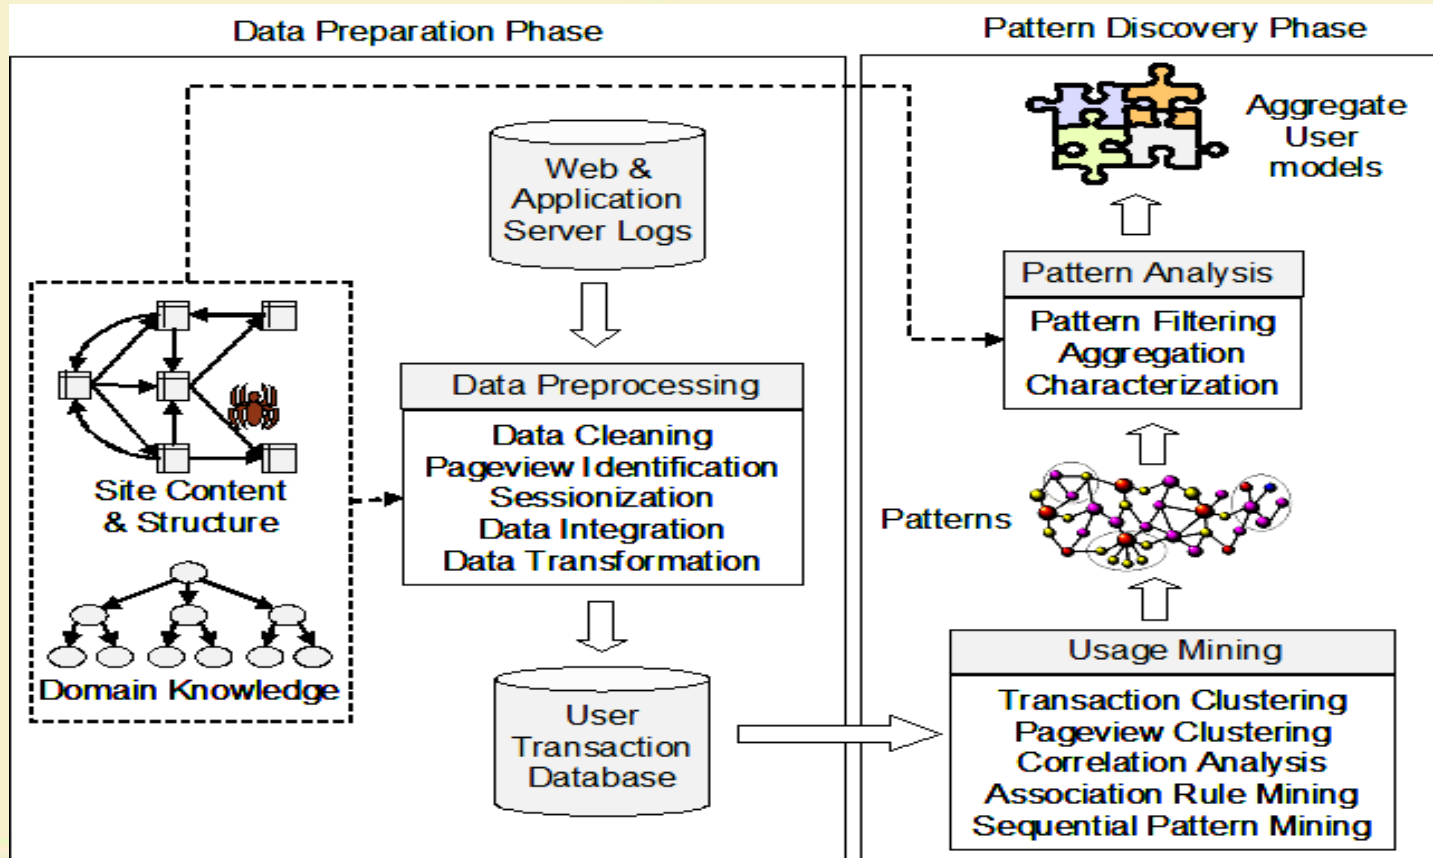 Data Preparation Phase
Web &
Application
Server Logs
Data Preprocessing
Data Cleaning
Pageview Identification
Sessionization
Data Integration
Data Transformation
Site Content
& Structure
Domain Knowledge
User
Transaction
Database
Pattern Discovery Phase
Aggregate
User
models
Pattern Analysis
Pattern Filtering
Aggregation
Characterization
Patterns
Usage Mining
Transaction Clustering
Pageview Clustering
Correlation Analysis
Association Rule Mining
Sequential Pattern Mining